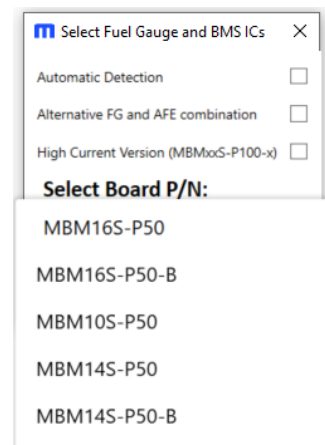 Select Fuel Gauge and BMS ICs
Automatic Detection
Alternative FG and AFE combination
High Current Version (MBMxxS-P100-x)
Select Board P/N:
MBM16S-P50
MBM16S-P50-B
MBM10S-P50
MBM14S-P50
MBM14S-P50-B